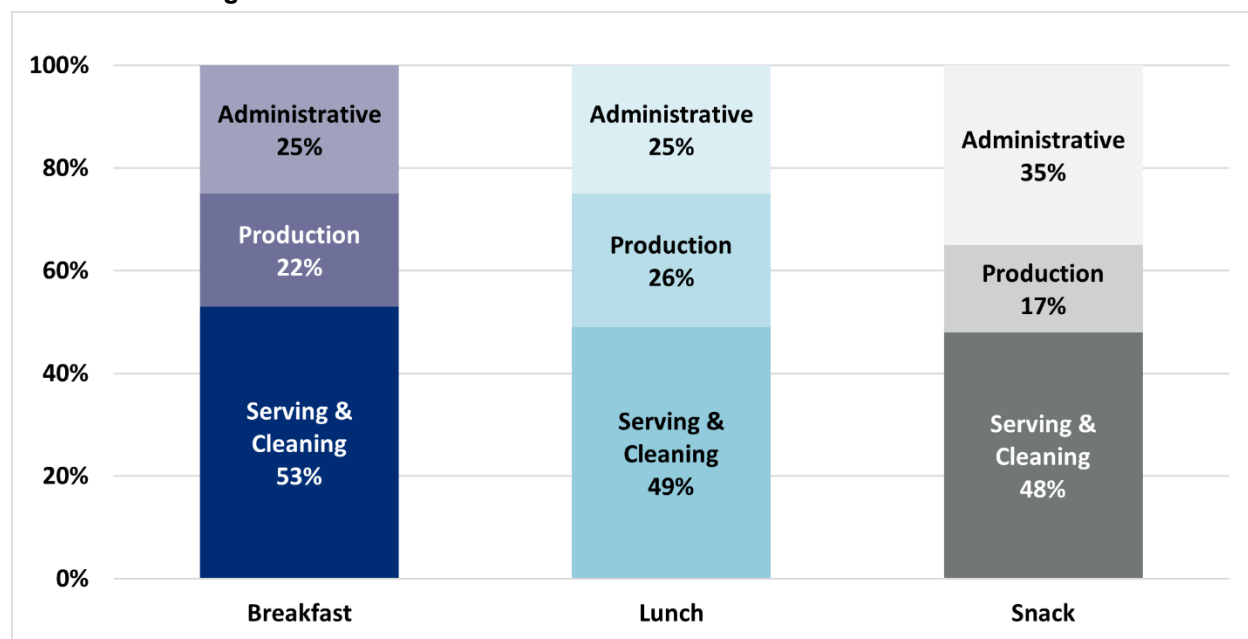 100%
80%
60%
40%
20%
0%
Administrative
25%
Production
22%
Serving &
Cleaning
53%
Administrative
25%
Production
26%
Serving &
Cleaning
49%
Administrative
35%
Production
17%
Serving &
Cleaning
48%
Breakfast
Lunch
Snack